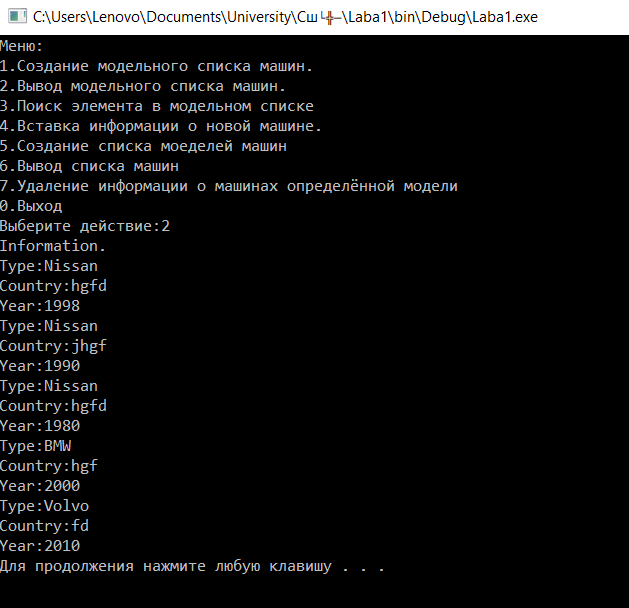 C:\Users\Lenovo\Documents\University\Сш└╬─\Laba1\bin\Debug\Laba1.exe
Меню:
1.Создание модельного списка машин.
2.Вывод модельного списка машин.
3.Поиск элемента в модельном списке
4.Вставка информации о новой машине.
5.Создание списка моеделей машин
6.Вывод списка машин
7.Удаление информации о машинах определённой модели
0.Выход
Выберите действие:2
Information.
Type:Nissan
Country:hgfd
Year:1998
Type:Nissan
Country:jhgf
Year:1990
Type:Nissan
Country:hgfd
Year:1980
Type:BMW
Country:hgf
Year:2000
Type:Volvo
Country:fd
Year:2010
Для продолжения нажмите любую клавишу . . .